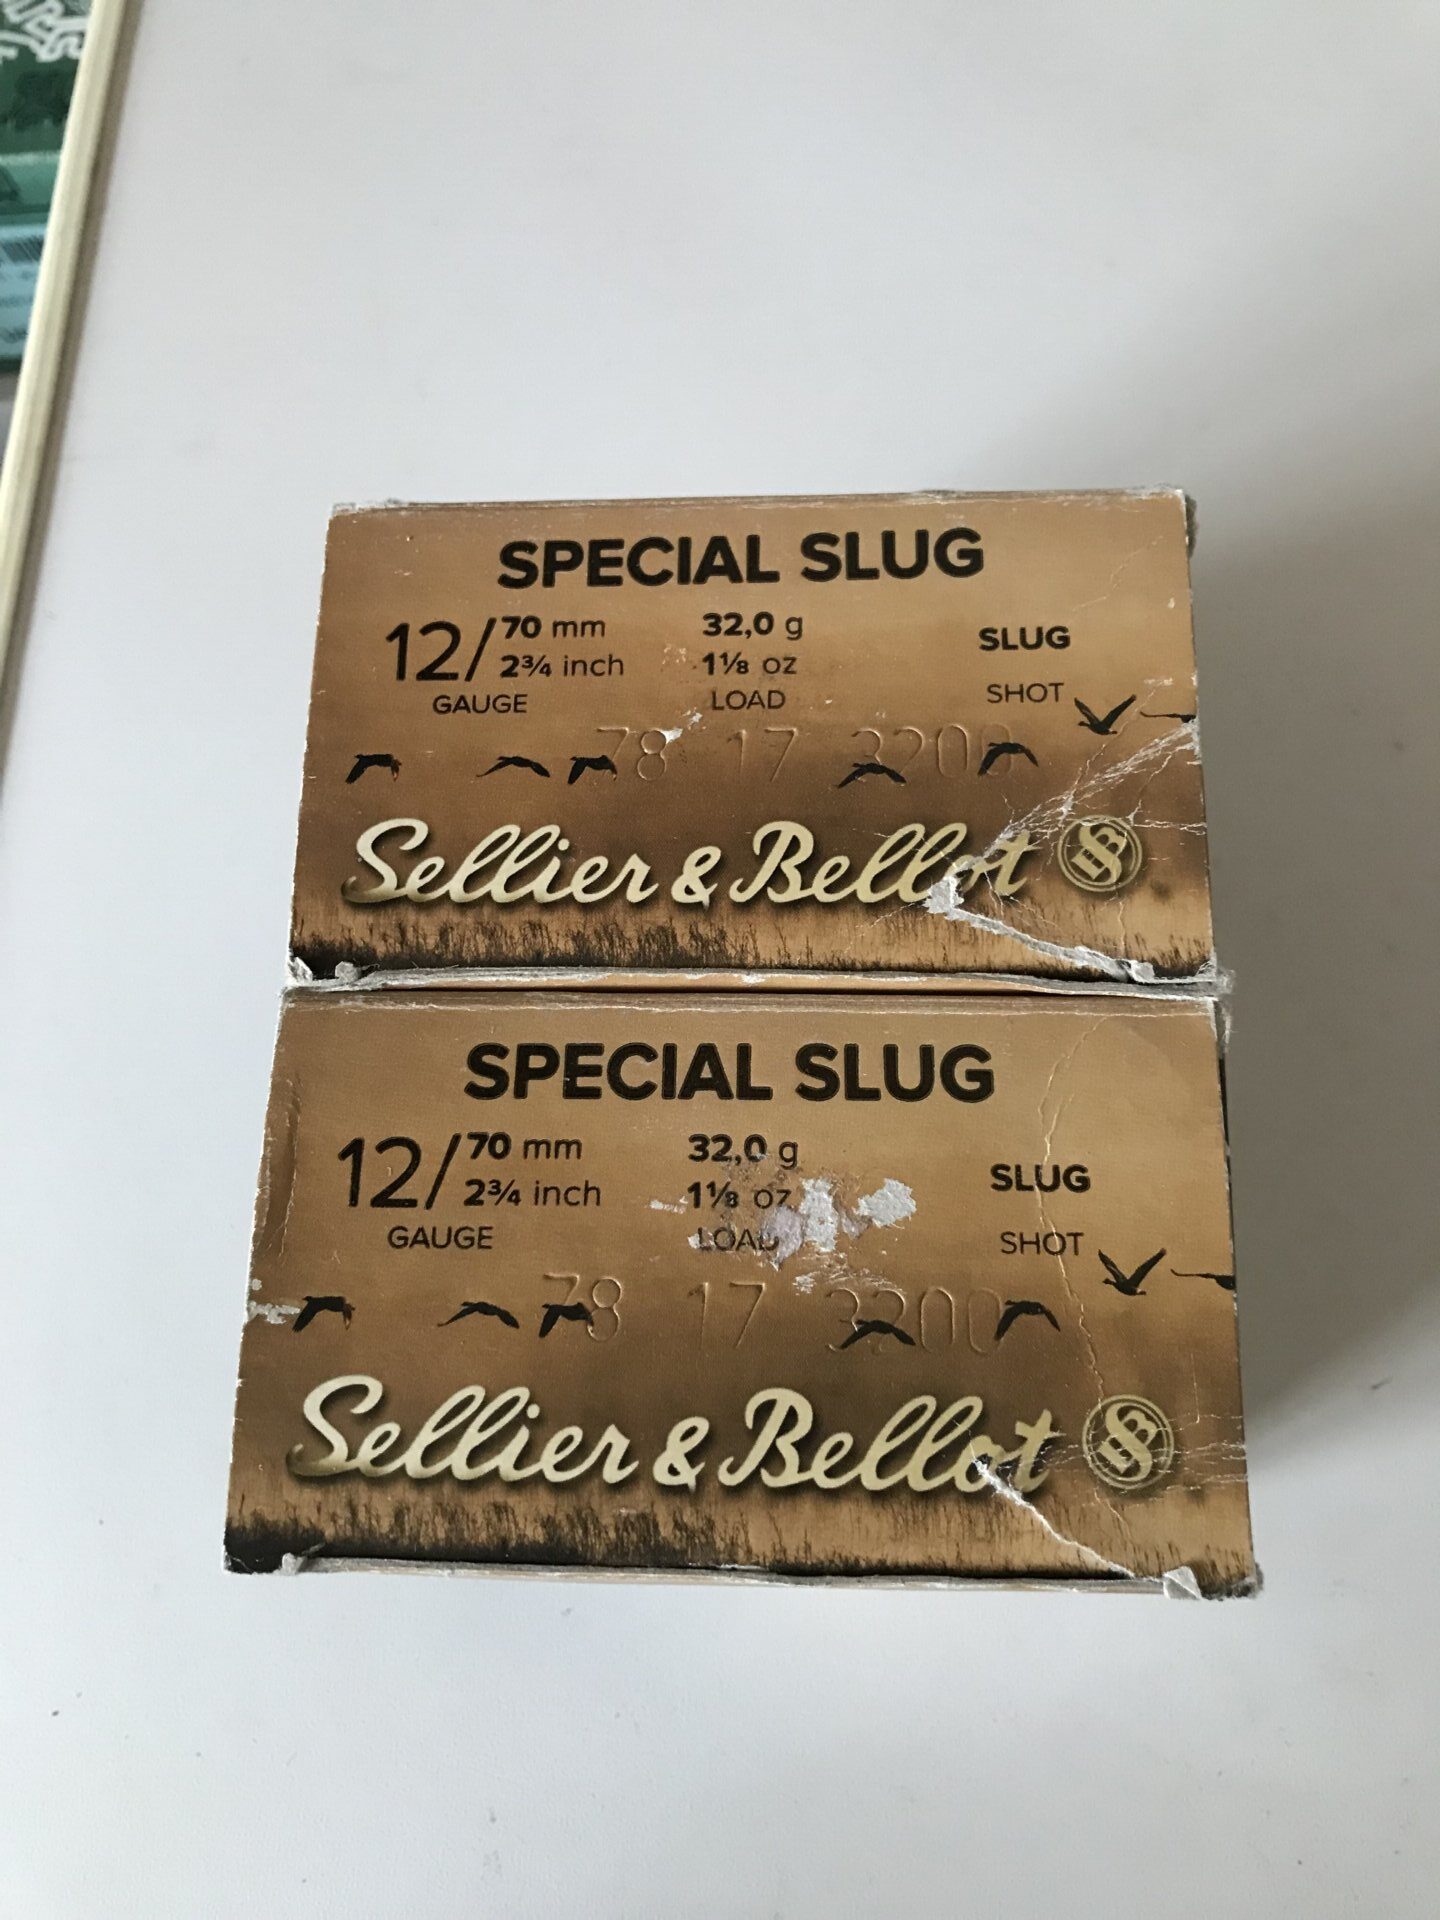 SPECIAL SLUG
12/ 70 mm 32,0 g SLUG
2¾ inch 1⅛ oz
GAUGE LOAD SHOT
78 17 3200
Sellier & Bellot SB
SPECIAL SLUG
12/ 70 mm 32,0 g SLUG
2¾ inch 1⅛ oz
GAUGE LOAD SHOT
78 17 3200
Sellier & Bellot SB